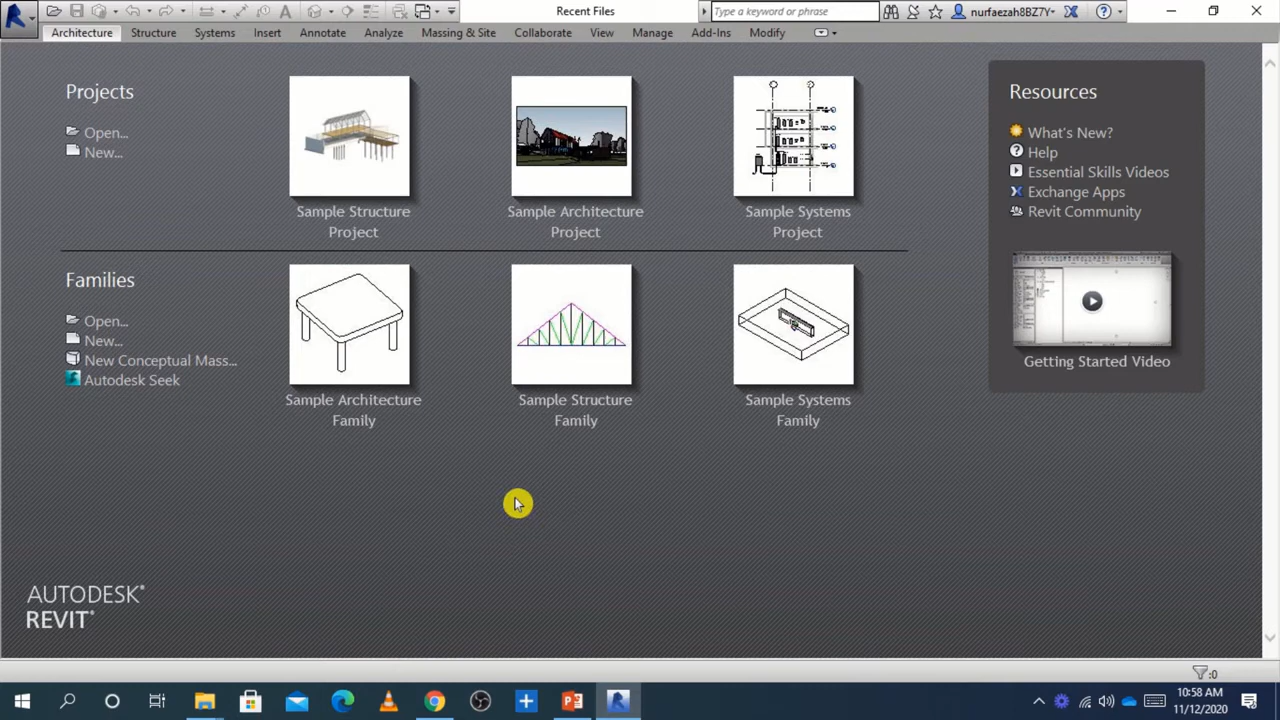 Recent Files
Type a keyword or phrase
nurfaezah8BZ7Y
Architecture
Structure
Systems
Insert
Annotate
Analyze
Massing & Site
Collaborate
View
Manage
Add-Ins
Modify
Projects
Open...
New...
Sample Structure
Project
Sample Architecture
Project
Sample Systems
Project
Families
Open...
New...
New Conceptual Mass...
Autodesk Seek
Sample Architecture
Family
Sample Structure
Family
Sample Systems
Family
Resources
What's New?
Help
Essential Skills Videos
Exchange Apps
Revit Community
Getting Started Video
AUTODESK®
REVIT®
:0
10:58 AM
11/12/2020